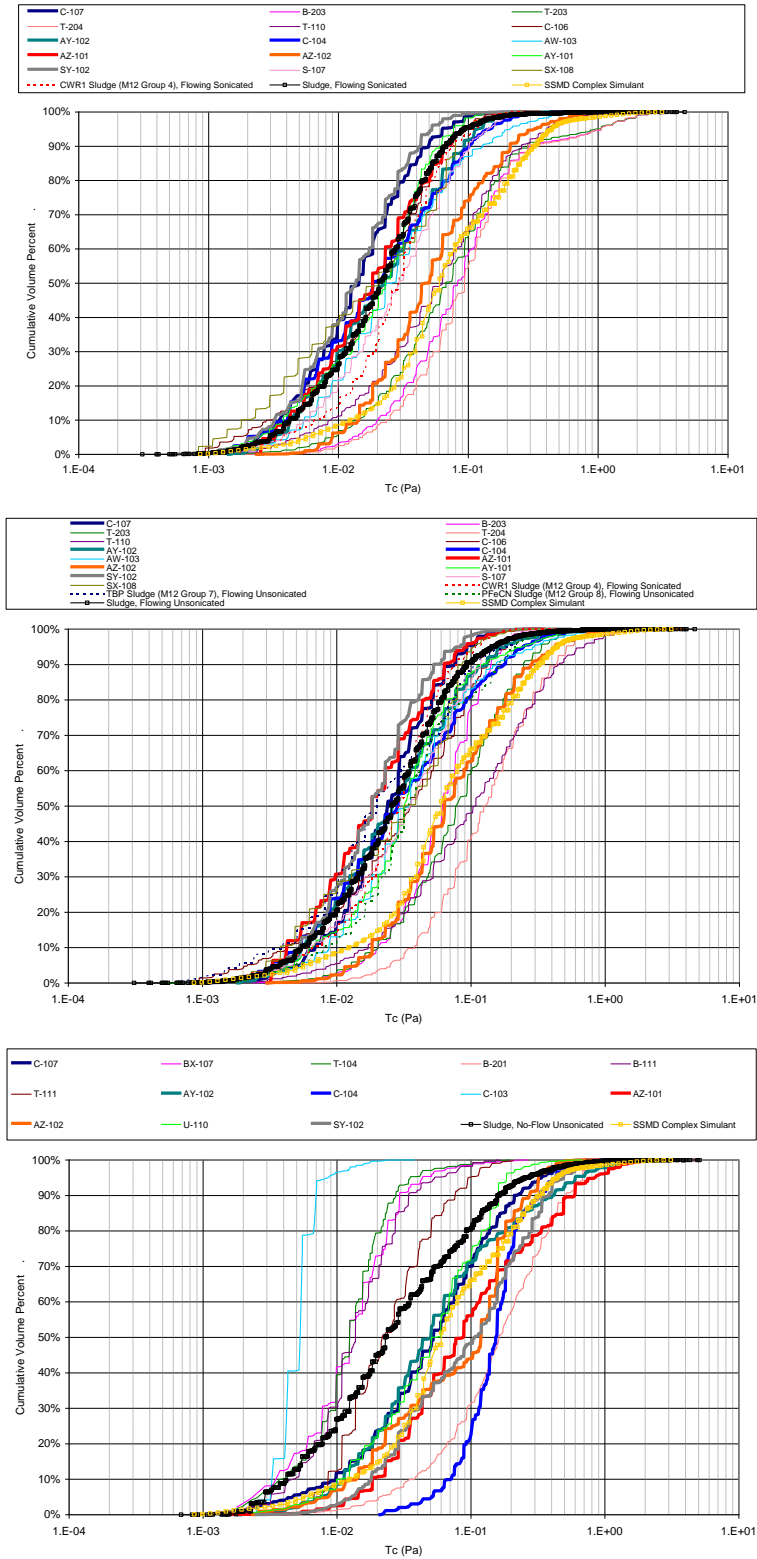 C-107 B-203 T-203
T-204 T-110 C-106
AY-102 C-104 AW-103
AZ-101 AZ-102 AY-101
SY-102 S-107 SX-108
CWR1 Sludge (M12 Group 4), Flowing Sonicated Sludge, Flowing Sonicated SSMD Complex Simulant
100%
90%
80%
70%
60%
50%
40%
30%
20%
10%
0%
Cumulative Volume Percent .
1.E-04 1.E-03 1.E-02 1.E-01 1.E+00 1.E+01
Tc (Pa)
C-107 B-203
T-203 T-204
T-110 C-106
AY-102 C-104
AW-103 AZ-101
AZ-102 AY-101
SY-102 S-107
SX-108 CWR1 Sludge (M12 Group 4), Flowing Sonicated
TBP Sludge (M12 Group 7), Flowing Unsonicated PFeCN Sludge (M12 Group 8), Flowing Unsonicated
Sludge, Flowing Unsonicated SSMD Complex Simulant
100%
90%
80%
70%
60%
50%
40%
30%
20%
10%
0%
Cumulative Volume Percent .
1.E-04 1.E-03 1.E-02 1.E-01 1.E+00 1.E+01
Tc (Pa)
C-107 BX-107 T-104 B-201 B-111
T-111 AY-102 C-104 C-103 AZ-101
AZ-102 U-110 SY-102 Sludge, No-Flow Unsonicated SSMD Complex Simulant
100%
90%
80%
70%
60%
50%
40%
30%
20%
10%
0%
Cumulative Volume Percent .
1.E-04 1.E-03 1.E-02 1.E-01 1.E+00 1.E+01
Tc (Pa)